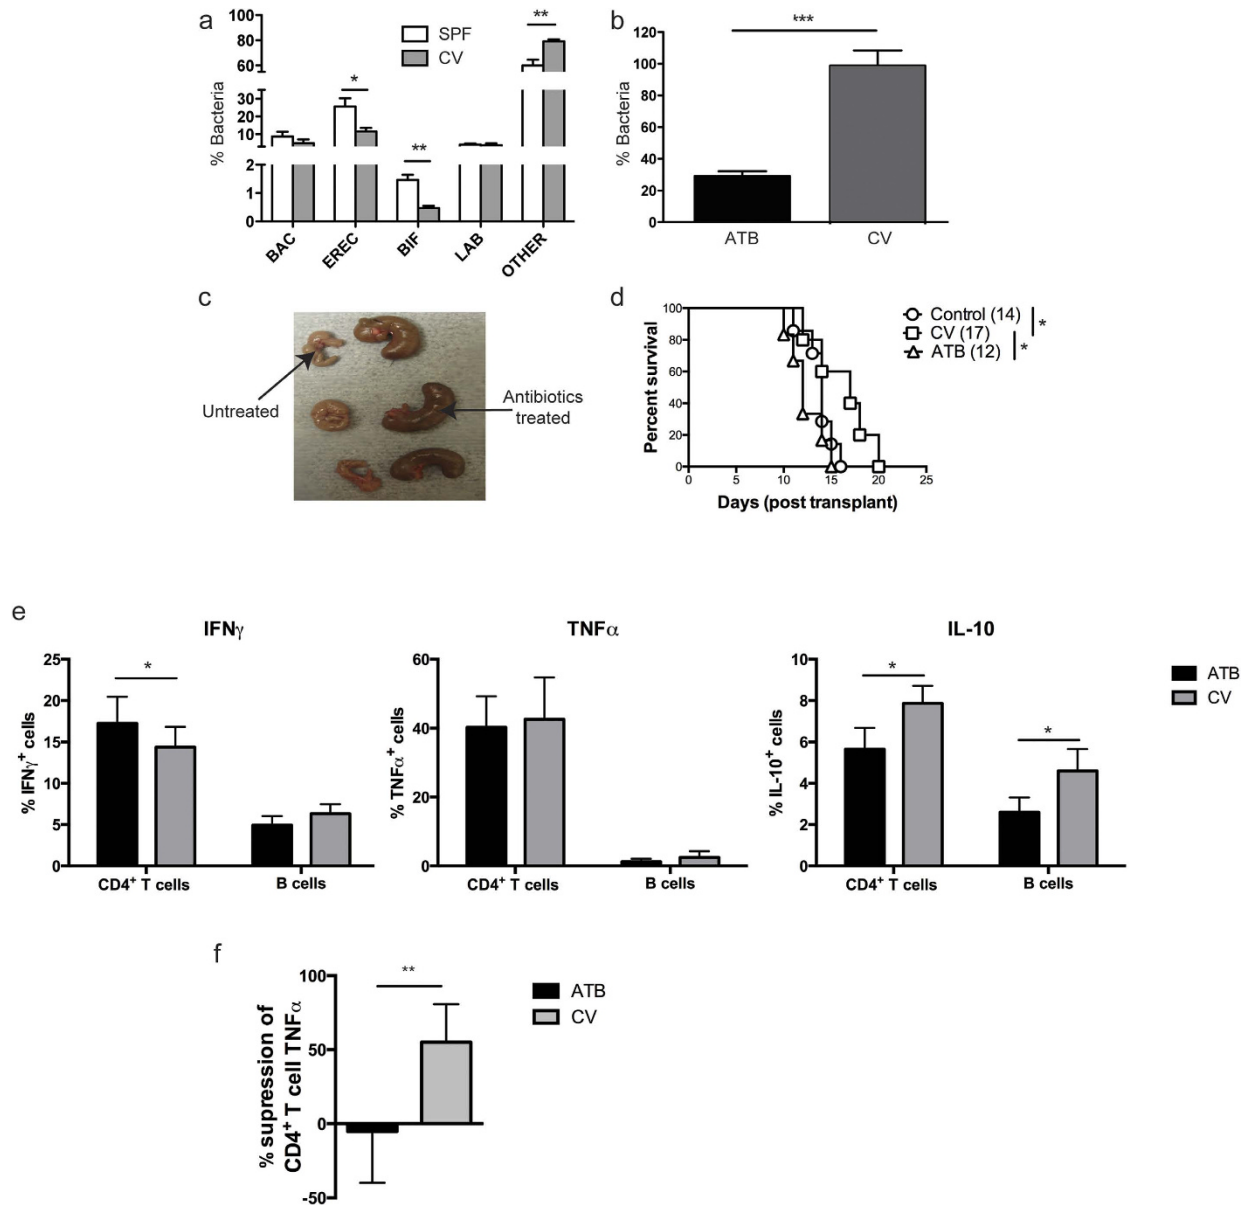 a
100
80
60
30
20
10
2
1
0
% Bacteria
SPF
CV
*
**
**
BAC
EREC
BIF
LAB
OTHER
b
120
100
80
60
40
20
0
% Bacteria
***
ATB
CV
c
Untreated
Antibiotics
treated
d
100
80
60
40
20
0
Percent survival
0 5 10 15 20 25
Days (post transplant)
Control (14)
CV (17)
ATB (12)
*
*
e
IFNγ
25
20
15
10
5
0
% IFNγ+ cells
*
CD4+ T cells
B cells
TNFα
60
40
20
0
% TNFα+ cells
CD4+ T cells
B cells
IL-10
10
8
6
4
2
0
% IL-10+ cells
*
*
CD4+ T cells
B cells
ATB
CV
f
100
50
0
-50
% supression of
CD4+ T cell TNFα
**
ATB
CV